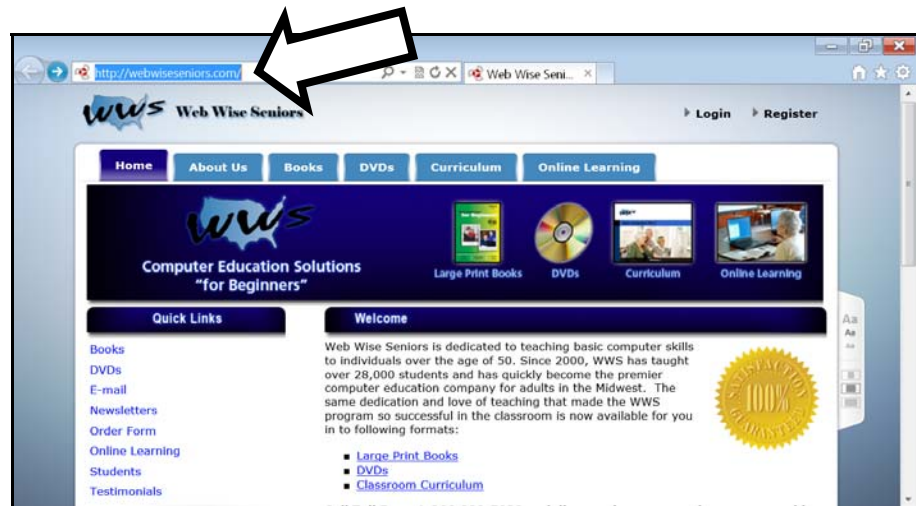 http://webwiseseniors.com/
Web Wise Seni...
WWS Web Wise Seniors
Login Register
Home About Us Books DVDs Curriculum Online Learning
WWS
Computer Education Solutions
"for Beginners"
Large Print Books DVDs Curriculum Online Learning
Quick Links
Books
DVDs
E-mail
Newsletters
Order Form
Online Learning
Students
Testimonials
Welcome
Web Wise Seniors is dedicated to teaching basic computer skills
to individuals over the age of 50. Since 2000, WWS has taught
over 28,000 students and has quickly become the premier
computer education company for adults in the Midwest. The
same dedication and love of teaching that made the WWS
program so successful in the classroom is now available for you
in to following formats:
Large Print Books
DVDs
Classroom Curriculum
SATISFACTION
100%
GUARANTEED
Aa
Aa
Aa